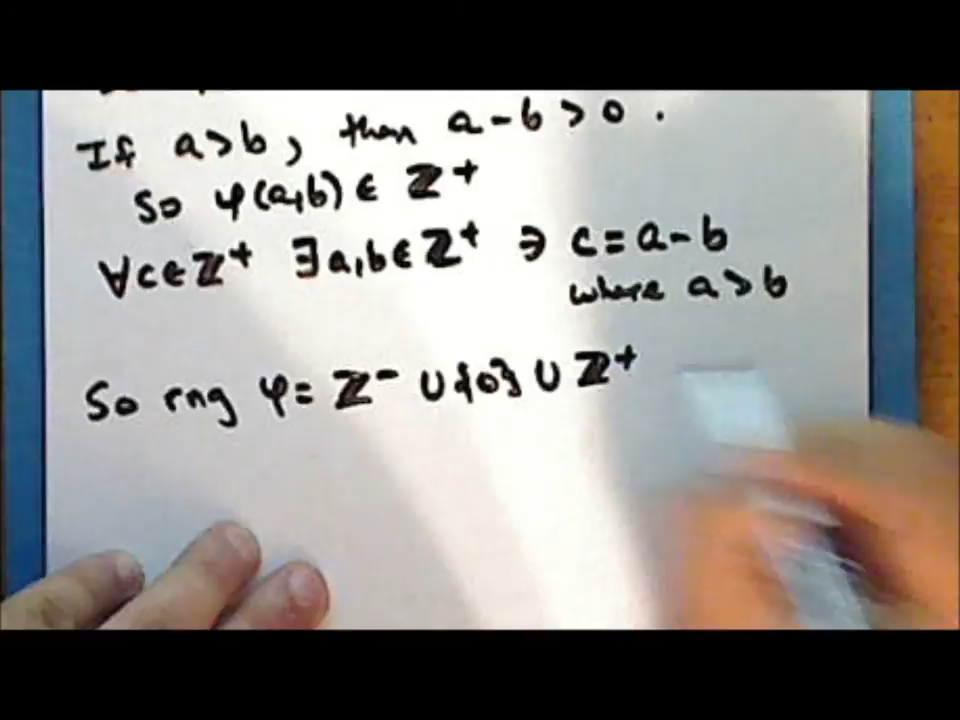 If a > b, then a - b > 0.
So φ(a,b) ∈ ℤ⁺
∀c∈ℤ⁺ ∃a,b∈ℤ⁺ ∋ c = a - b
where a > b
So rng φ = ℤ⁻ ∪ {0} ∪ ℤ⁺